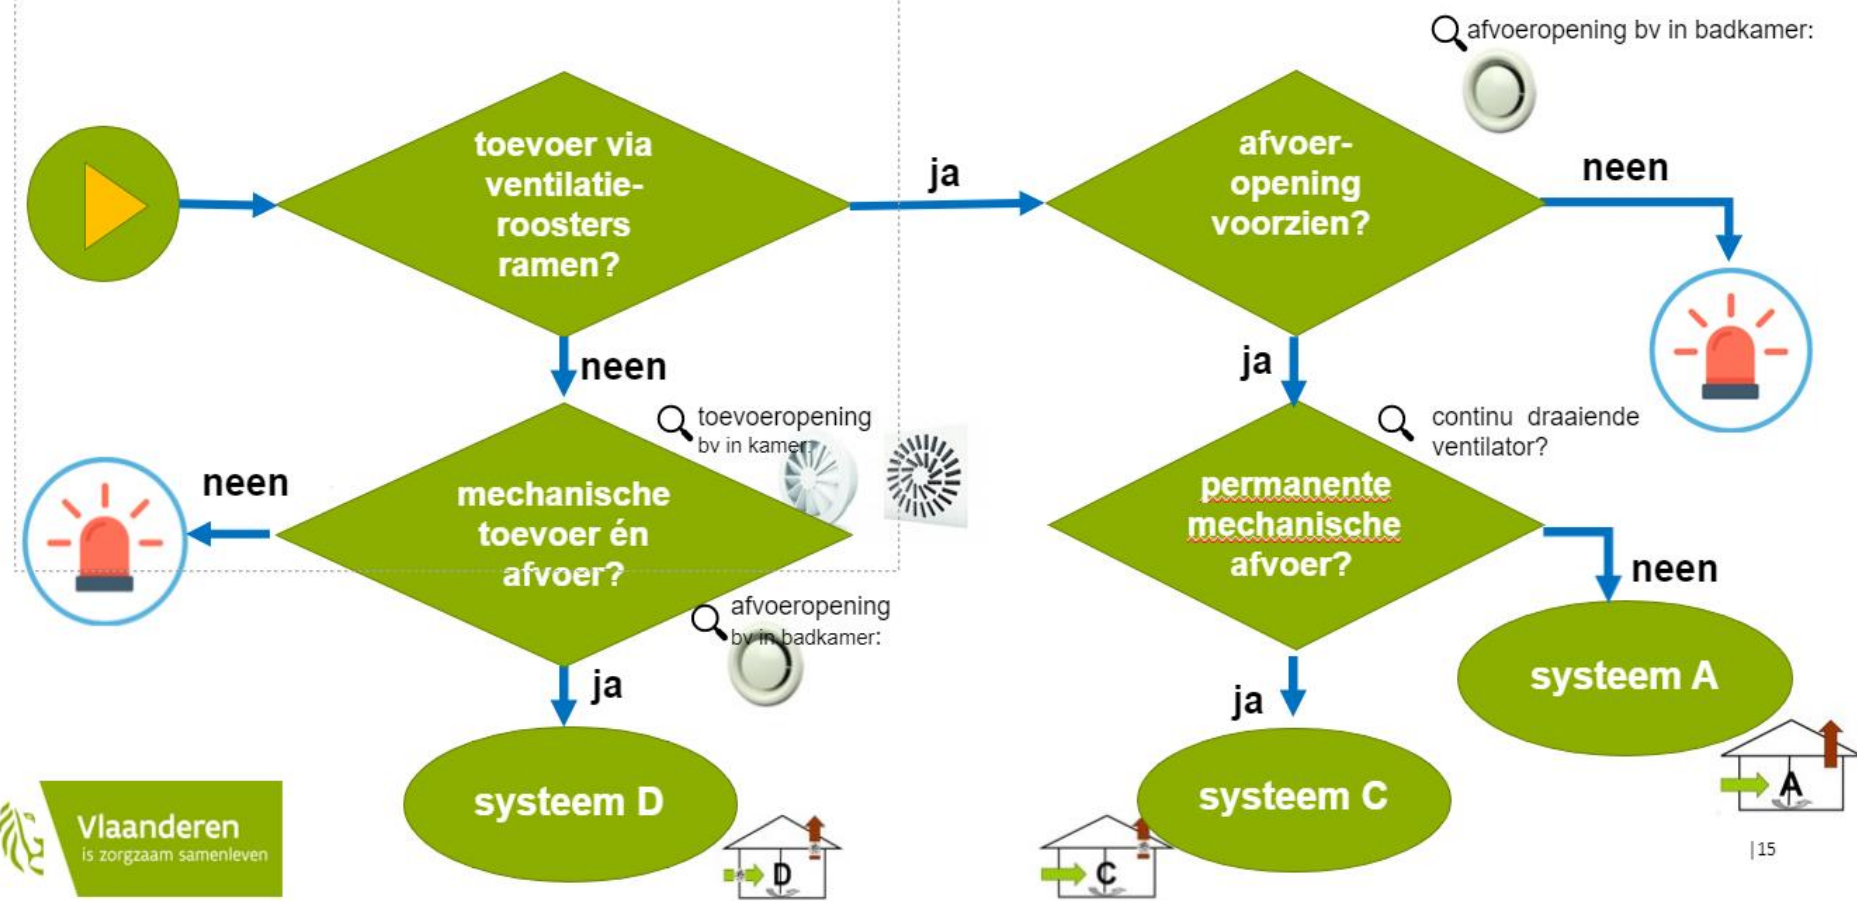 afvoeropening bv in badkamer:
toevoer via
ventilatie-
roosters
ramen?
ja
afvoer-
opening
voorzien?
neen
neen
ja
toevoeropening
bv in kamer:
continu draaiende
ventilator?
neen
mechanische
toevoer én
afvoer?
permanente
mechanische
afvoer?
neen
afvoeropening
bv in badkamer:
ja
ja
systeem A
systeem D
systeem C
A
D
C
Vlaanderen
is zorgzaam samenleven
|15